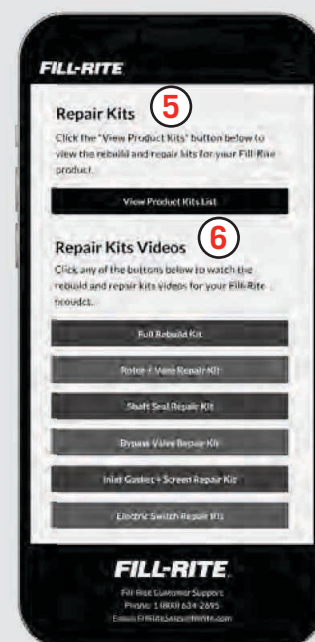 FILL-RITE
Repair Kits 5
Click the "View Product Kits" button below to
view the rebuild and repair kits for your Fill-Rite
product.
View Product Kits List
Repair Kits Videos 6
Click any of the buttons below to watch the
rebuild and repair kits videos for your Fill-Rite
Full Rebuild Kit
Rotor + Vane Repair Kit
Shaft Seal Repair Kit
Bypass Valve Repair Kit
Inlet Gasket + Screen Repair Kit
Electric Switch Repair Kits
FILL-RITE
Fill-Rite Customer Support
Phone: 1 (800) 634-2695